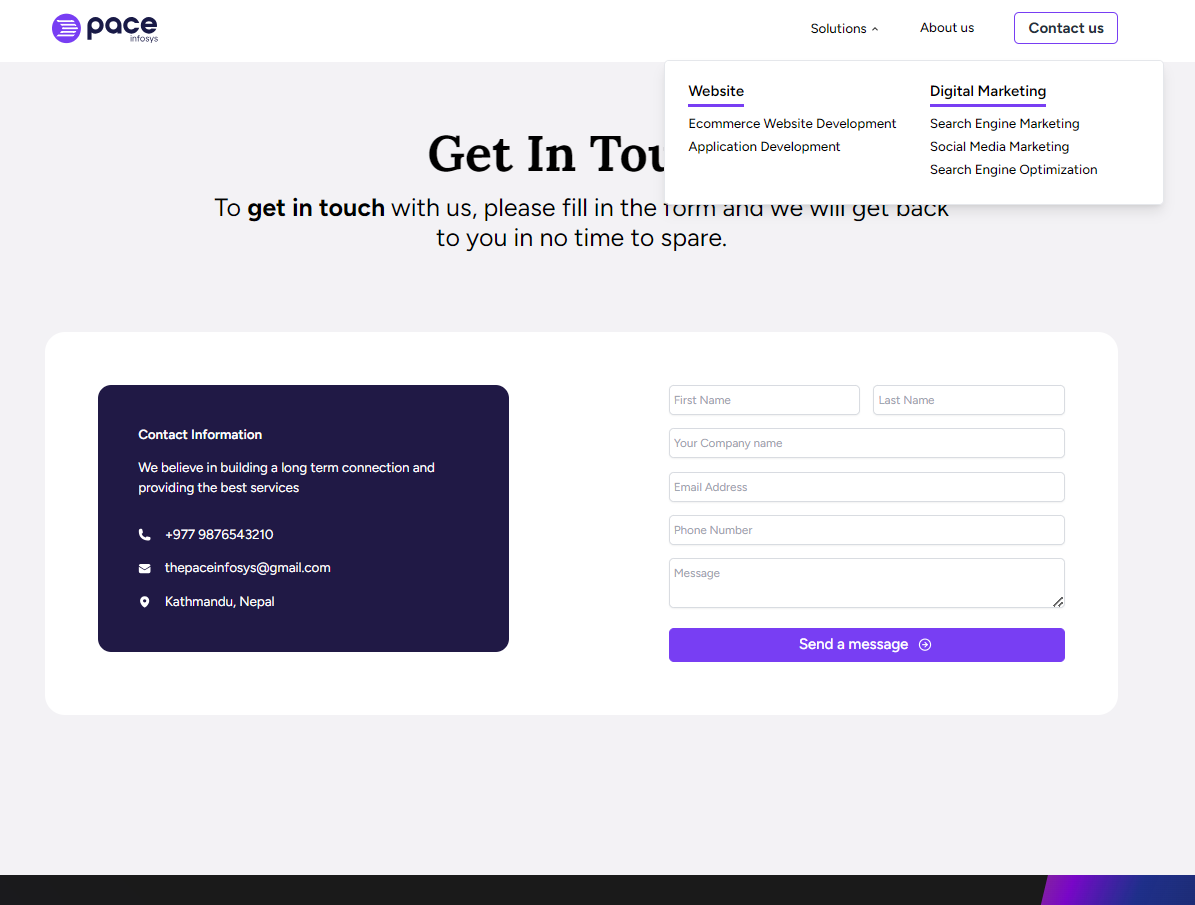 pace
infosys
Solutions
About us
Contact us
Website
Ecommerce Website Development
Application Development
Digital Marketing
Search Engine Marketing
Social Media Marketing
Search Engine Optimization
Get In Tou
To get in touch with us, please fill in the form and we will get back
to you in no time to spare.
Contact Information
We believe in building a long term connection and
providing the best services
+977 9876543210
thepaceinfosys@gmail.com
Kathmandu, Nepal
First Name
Last Name
Your Company name
Email Address
Phone Number
Message
Send a message